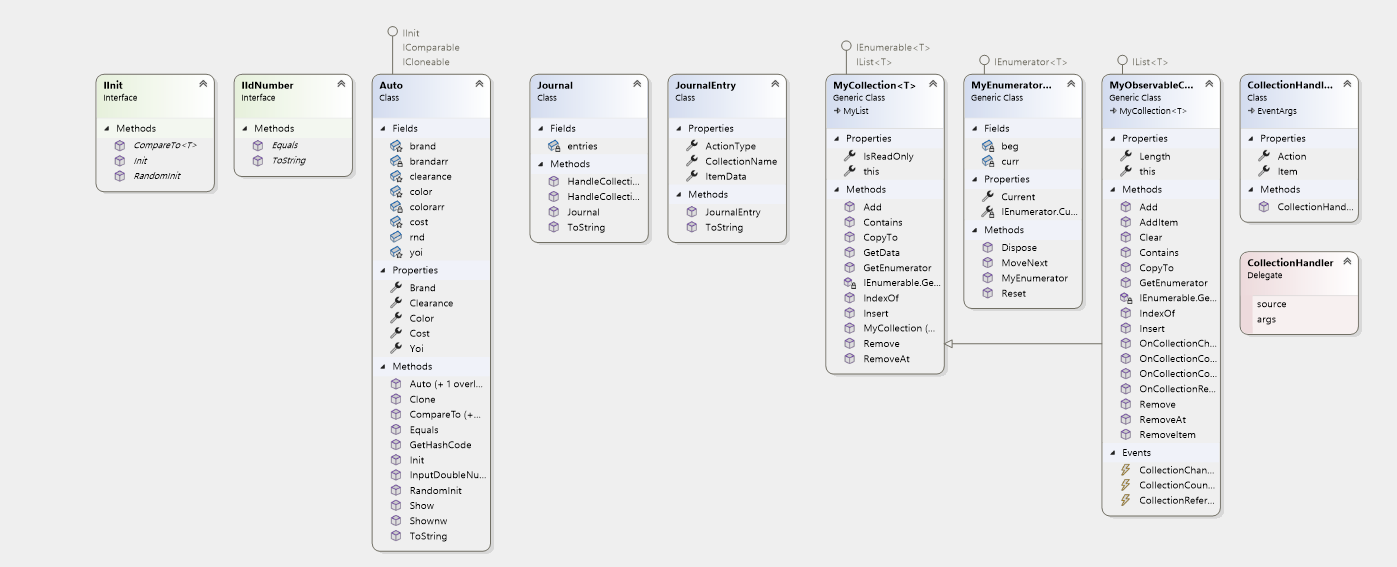 IInit
Interface
Methods
CompareTo<T>
Init
RandomInit
IIdNumber
Interface
Methods
Equals
ToString
IInit
IComparable
ICloneable
Auto
Class
Fields
brand
brandarr
clearance
color
colorarr
cost
rnd
yoi
Properties
Brand
Clearance
Color
Cost
Yoi
Methods
Auto (+ 1 overl...
Clone
CompareTo (+...
Equals
GetHashCode
Init
InputDoubleNu...
RandomInit
Show
Shownw
ToString
Journal
Class
Fields
entries
Methods
HandleCollecti...
HandleCollecti...
Journal
ToString
JournalEntry
Class
Properties
ActionType
CollectionName
ItemData
Methods
JournalEntry
ToString
IEnumerable<T>
IList<T>
MyCollection<T>
Generic Class
MyList
Properties
IsReadOnly
this
Methods
Add
Contains
CopyTo
GetData
GetEnumerator
IEnumerable.Ge...
IndexOf
Insert
MyCollection (...
Remove
RemoveAt
IEnumerator<T>
MyEnumerator...
Generic Class
Fields
beg
curr
Properties
Current
IEnumerator.Cu...
Methods
Dispose
MoveNext
MyEnumerator
Reset
IList<T>
MyObservableC...
Generic Class
MyCollection<T>
Properties
Length
this
Methods
Add
AddItem
Clear
Contains
CopyTo
GetEnumerator
IEnumerable.Ge...
IndexOf
Insert
OnCollectionCh...
OnCollectionCo...
OnCollectionCo...
OnCollectionRe...
Remove
RemoveAt
RemoveItem
Events
CollectionChan...
CollectionCoun...
CollectionRefer...
CollectionHandl...
Class
EventArgs
Properties
Action
Item
Methods
CollectionHand...
CollectionHandler
Delegate
source
args